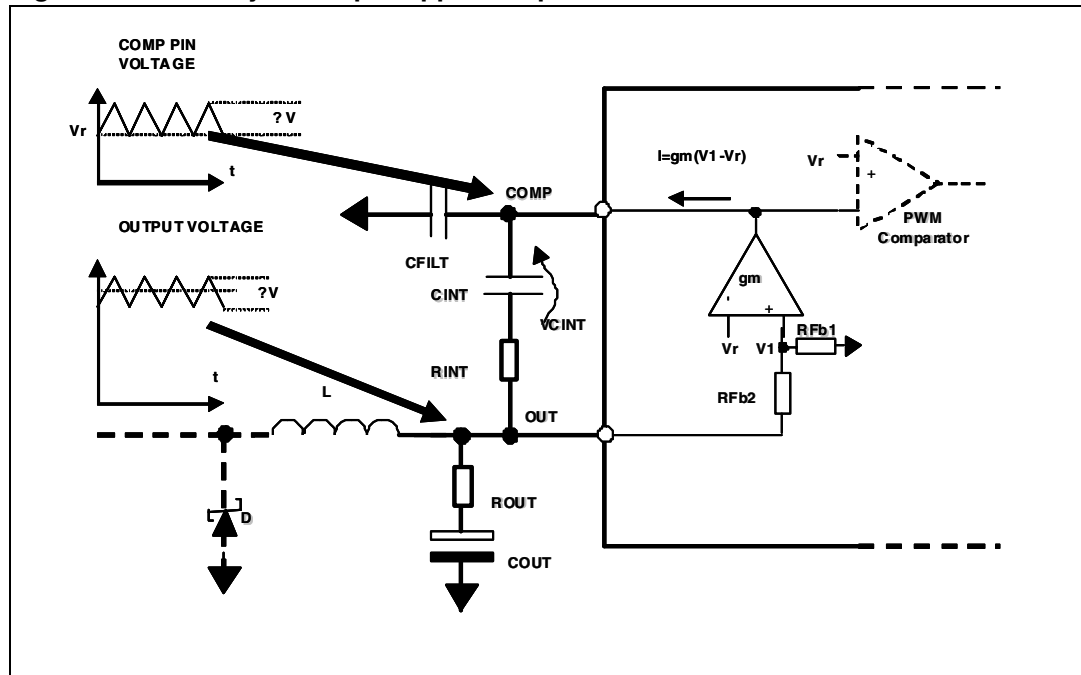 COMP PIN
VOLTAGE
Vr
?V
t
OUTPUT VOLTAGE
?V
t
L
CFILT
COMP
CINT
VCINT
RINT
OUT
ROUT
COUT
D
I=gm(V1-Vr)
Vr
+
PWM
Comparator
gm
-
+
Vr
V1
RFb1
RFb2